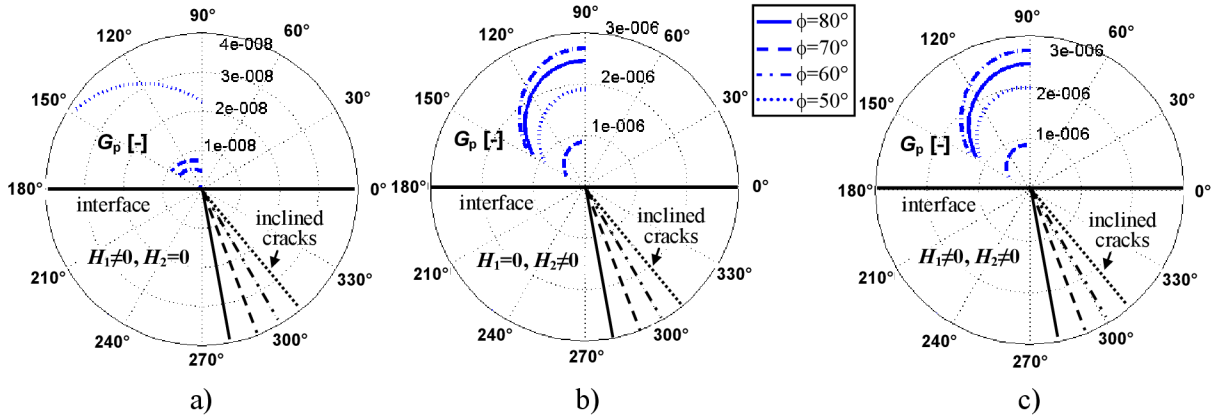 90°
120°
60°
4e-008
3e-008
2e-008
1e-008
150°
30°
Gp [-]
180°
0°
interface
inclined
cracks
H1≠0, H2=0
210°
330°
240°
300°
270°
a)
90°
120°
60°
3e-006
2e-006
1e-006
150°
30°
Gp [-]
180°
0°
interface
inclined
cracks
H1=0, H2≠0
210°
330°
240°
300°
270°
b)
ϕ=80°
ϕ=70°
ϕ=60°
ϕ=50°
90°
120°
60°
3e-006
2e-006
1e-006
150°
30°
Gp [-]
180°
0°
interface
inclined
cracks
H1≠0, H2≠0
210°
330°
240°
300°
270°
c)